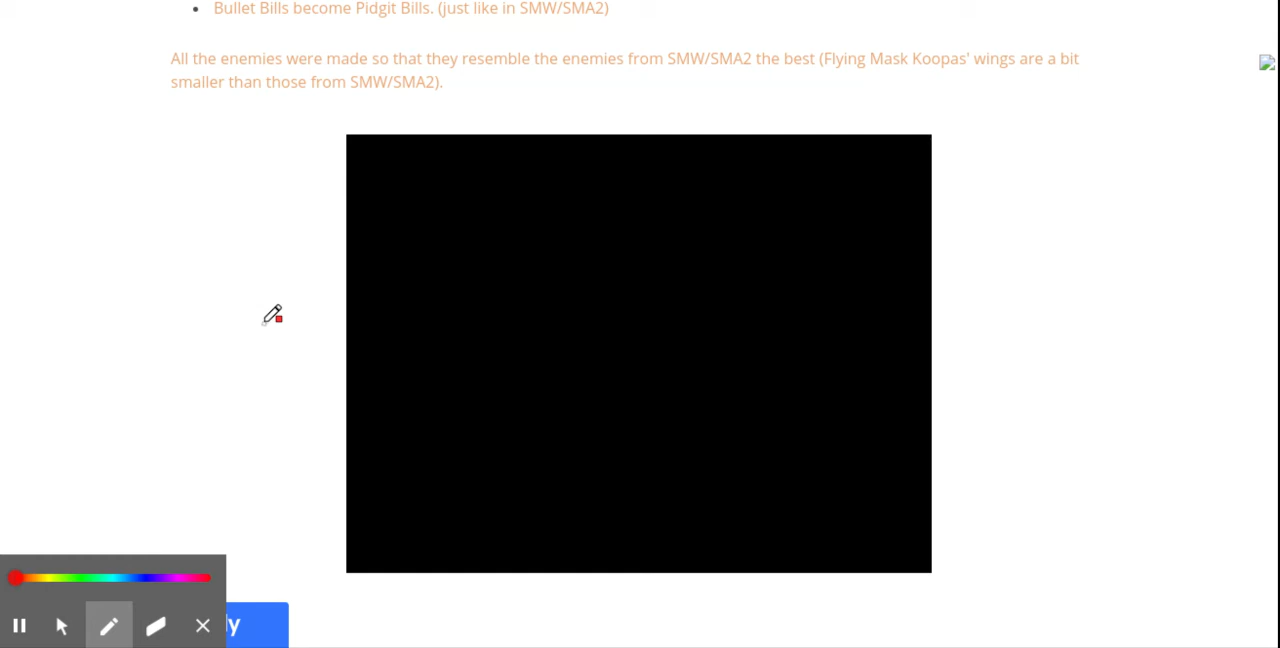 Bullet Bills become Pidgit Bills. (just like in SMW/SMA2)
All the enemies were made so that they resemble the enemies from SMW/SMA2 the best (Flying Mask Koopas' wings are a bit
smaller than those from SMW/SMA2).
ly